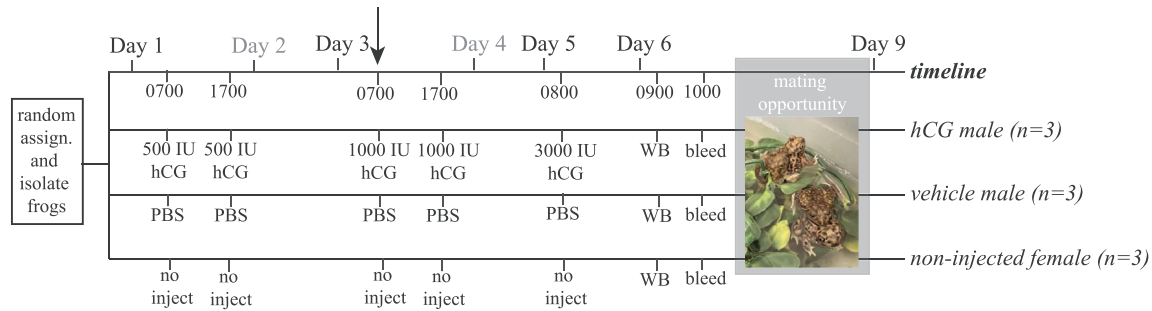 Day 1 Day 2 Day 3 Day 4 Day 5 Day 6 Day 9
0700 1700 0700 1700 0800 0900 1000 timeline
mating
opportunity
random
assign.
and
isolate
frogs
500 IU 500 IU 1000 IU 1000 IU 3000 IU WB bleed hCG male (n=3)
hCG hCG hCG hCG hCG
PBS PBS PBS PBS PBS WB bleed vehicle male (n=3)
no no no no no WB bleed non-injected female (n=3)
inject inject inject inject inject